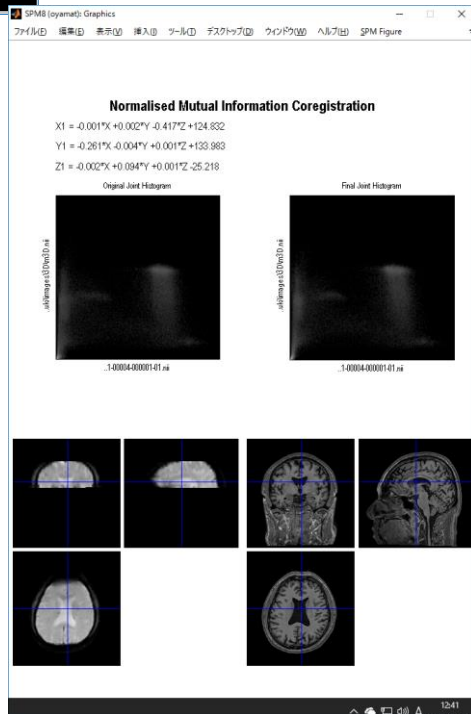 SPM8 (oyamat): Graphics
ファイル(F) 編集(E) 表示(V) 挿入(I) ツール(T) デスクトップ(D) ウィンドウ(W) ヘルプ(H) SPM Figure
Normalised Mutual Information Coregistration
X1 = -0.001*X +0.002*Y -0.417*Z +124.832
Y1 = -0.261*X -0.004*Y +0.001*Z +133.983
Z1 = -0.002*X +0.094*Y +0.001*Z -25.218
Original Joint Histogram
Final Joint Histogram
..1-00004-000001-01.nii
..1-00004-000001-01.nii
A
12:41